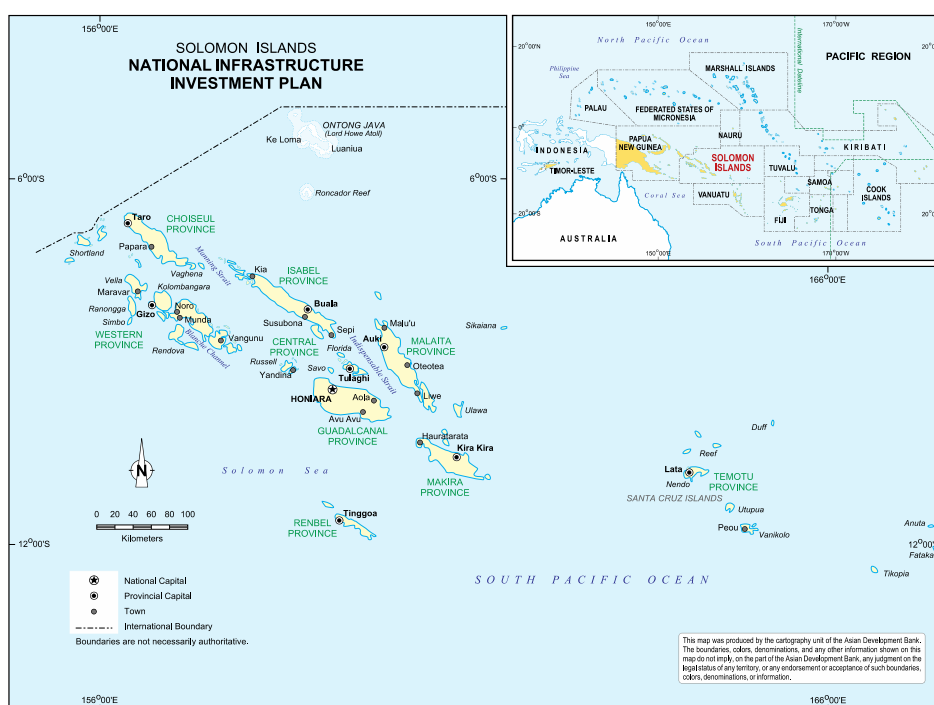 156°00'E
SOLOMON ISLANDS
NATIONAL INFRASTRUCTURE
INVESTMENT PLAN
ONTONG JAVA
(Lord Howe Atoll)
Ke Loma
Luaniua
6°00'S
6°00'S
Roncador Reef
Taro
CHOISEUL
PROVINCE
Papara
Shortland
Vaghena
Manning Strait
Kia
ISABEL
PROVINCE
Vella
Kolombangara
Maravar
Ranongga
Gizo
Noro
Munda
Simbo
WESTERN
PROVINCE
Rendova
Blanche Channel
Vangunu
Buala
Susubona
Sepi
CENTRAL
PROVINCE
Florida
Indispensable Strait
Malu'u
Auki
MALAITA
PROVINCE
Sikaiana
Oteotea
Russell
Yandina
Savo
Tulaghi
HONIARA
Aola
Liwe
Avu Avu
Ulawa
GUADALCANAL
PROVINCE
Hauratarata
Kira Kira
MAKIRA
PROVINCE
Solomon Sea
Duff
Reef
Lata
Nendo
TEMOTU
PROVINCE
SANTA CRUZ ISLANDS
Utupua
Peou
Vanikolo
Anuta
Fataka
Tikopia
N
0 20 40 60 80 100
Kilometers
RENBEL
PROVINCE
Tinggoa
12°00'S
12°00'S
SOUTH PACIFIC OCEAN
National Capital
Provincial Capital
Town
International Boundary
Boundaries are not necessarily authoritative.
156°00'E
166°00'E
166°00'E
150°00'E
170°00'W
20°00'N
20°0
North Pacific Ocean
International Dateline
PACIFIC REGION
Philippine
Sea
MARSHALL ISLANDS
PALAU
FEDERATED STATES OF
MICRONESIA
NAURU
0°
0°
PAPUA
NEW GUINEA
INDONESIA
SOLOMON
ISLANDS
KIRIBATI
TIMOR-LESTE
TUVALU
SAMOA
COOK
ISLANDS
Coral Sea
VANUATU
FIJI
TONGA
20°00'S
20°0
AUSTRALIA
South Pacific Ocean
150°00'E
170°00'W
This map was produced by the cartography unit of the Asian Development Bank.
The boundaries, colors, denominations, and any other information shown on this
map do not imply, on the part of the Asian Development Bank, any judgment on the
legal status of any territory, or any endorsement or acceptance of such boundaries,
colors, denominations, or information.